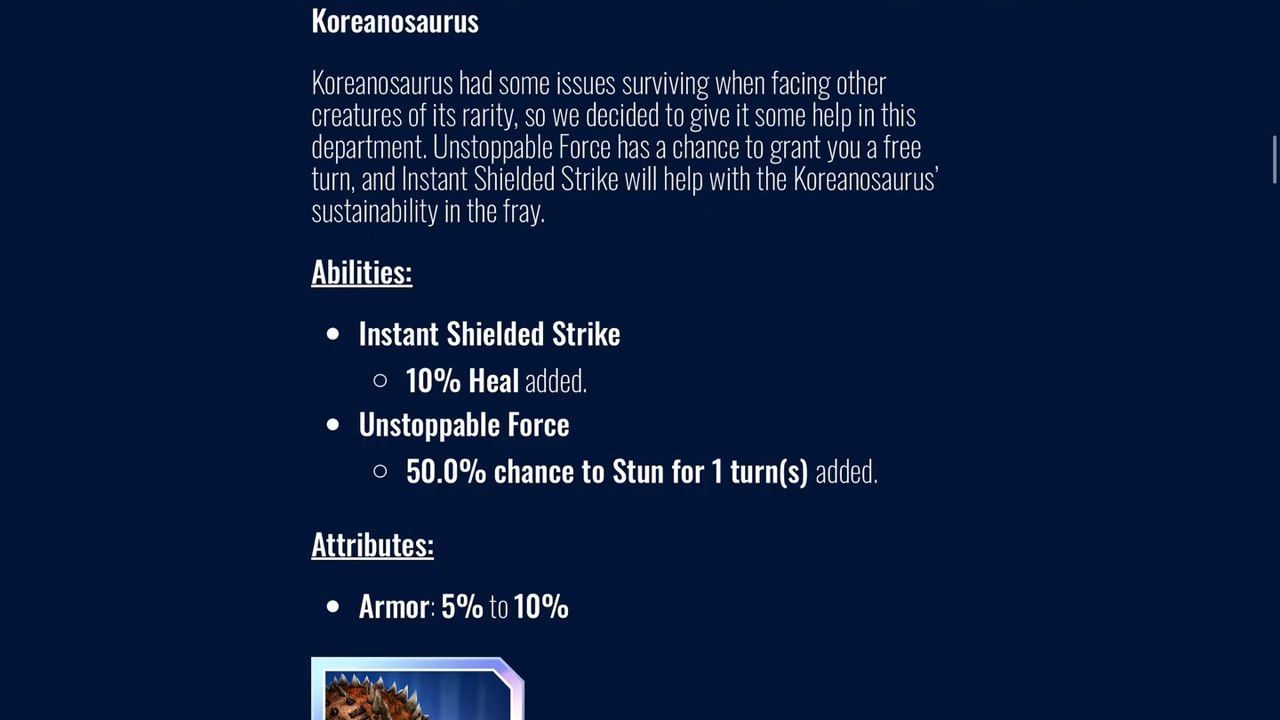 Koreanosaurus
Koreanosaurus had some issues surviving when facing other
creatures of its rarity, so we decided to give it some help in this
department. Unstoppable Force has a chance to grant you a free
turn, and Instant Shielded Strike will help with the Koreanosaurus’
sustainability in the fray.
Abilities:
Instant Shielded Strike
10% Heal added.
Unstoppable Force
50.0% chance to Stun for 1 turn(s) added.
Attributes:
Armor: 5% to 10%